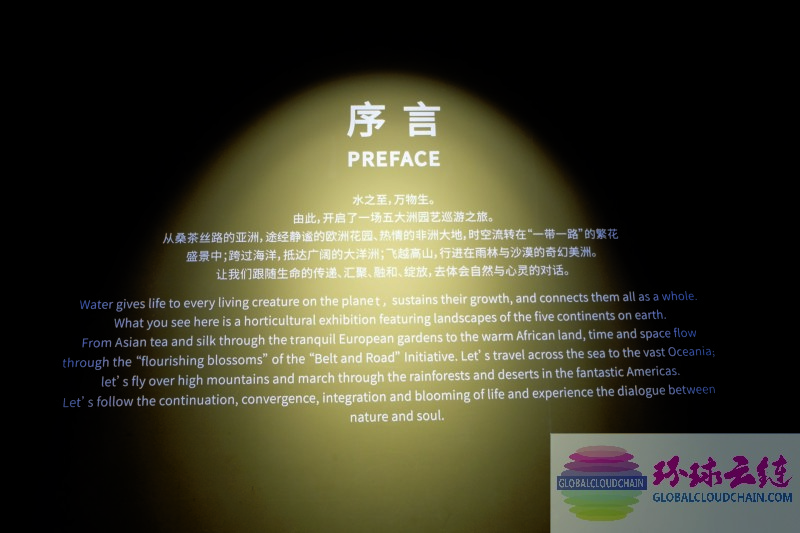 序言
PREFACE
水之至,万物生。
由此,开启了一场五大洲园艺巡游之旅。
从桑茶丝路的亚洲,途经静谧的欧洲花园、热情的非洲大地,时空流转在“一带一路”的繁花
盛景中;跨过海洋,抵达广阔的大洋洲;飞越高山,行进在雨林与沙漠的奇幻美洲。
让我们跟随生命的传递、汇聚、融和、绽放,去体会自然与心灵的对话。
Water gives life to every living creature on the planet, sustains their growth, and connects them all as a whole.
What you see here is a horticultural exhibition featuring landscapes of the five continents on earth.
From Asian tea and silk through the tranquil European gardens to the warm African land, time and space flow
through the “flourishing blossoms” of the “Belt and Road” Initiative. Let’s travel across the sea to the vast Oceania;
let’s fly over high mountains and march through the rainforests and deserts in the fantastic Americas.
Let’s follow the continuation, convergence, integration and blooming of life and experience the dialogue between
nature and soul.
GLOBALCLOUDCHAIN
环球云链
GLOBALCLOUDCHAIN.COM